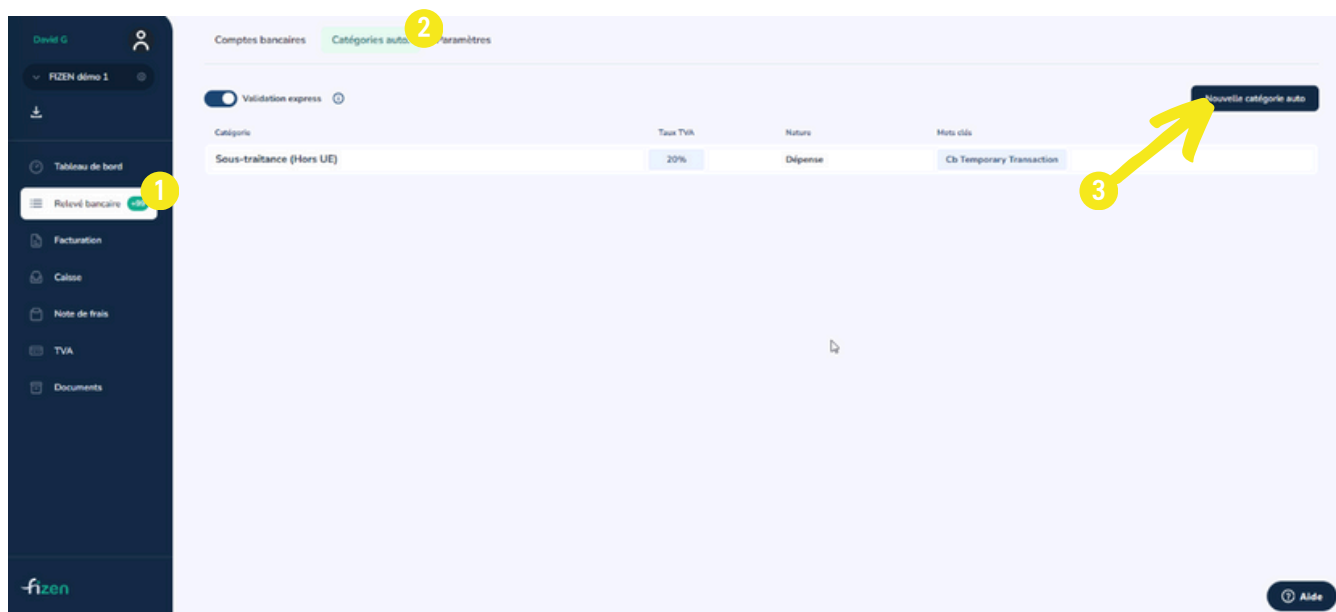 David G
FIZEN démo 1
Tableau de bord
Relevé bancaire
1
Facturation
Caisse
Note de frais
TVA
Documents
fizen
Comptes bancaires
Catégories auto
2
Paramètres
Validation express
Nouvelle catégorie auto
3
Catégorie Taux TVA Nature Mots clés
Sous-traitance (Hors UE) 20% Dépense Cb Temporary Transaction
Aide